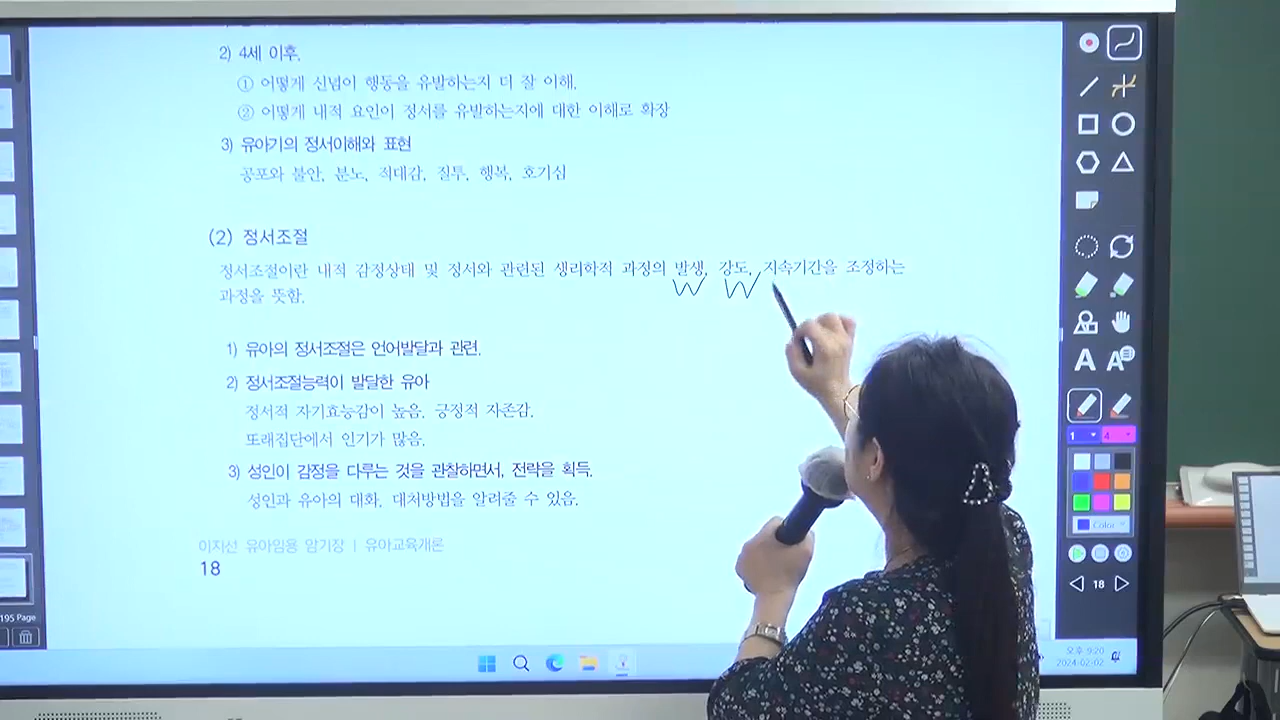 2) 4세 이후.
① 어떻게 신념이 행동을 유발하는지 더 잘 이해.
② 어떻게 내적 요인이 정서를 유발하는지에 대한 이해로 확장
3) 유아기의 정서이해와 표현
공포와 불안, 분노, 적대감, 질투, 행복, 호기심
(2) 정서조절
정서조절이란 내적 감정상태 및 정서와 관련된 생리학적 과정의 발생, 강도, 지속기간을 조정하는
과정을 뜻함.
1) 유아의 정서조절은 언어발달과 관련.
2) 정서조절능력이 발달한 유아
정서적 자기효능감이 높음. 긍정적 자존감.
또래집단에서 인기가 많음.
3) 성인이 감정을 다루는 것을 관찰하면서, 전략을 획득.
성인과 유아의 대화. 대처방법을 알려줄 수 있음.
이지선 유아임용 암기장 | 유아교육개론
18
195 Page
A A
1 4
Color
18
오후 9:20
2024-02-02